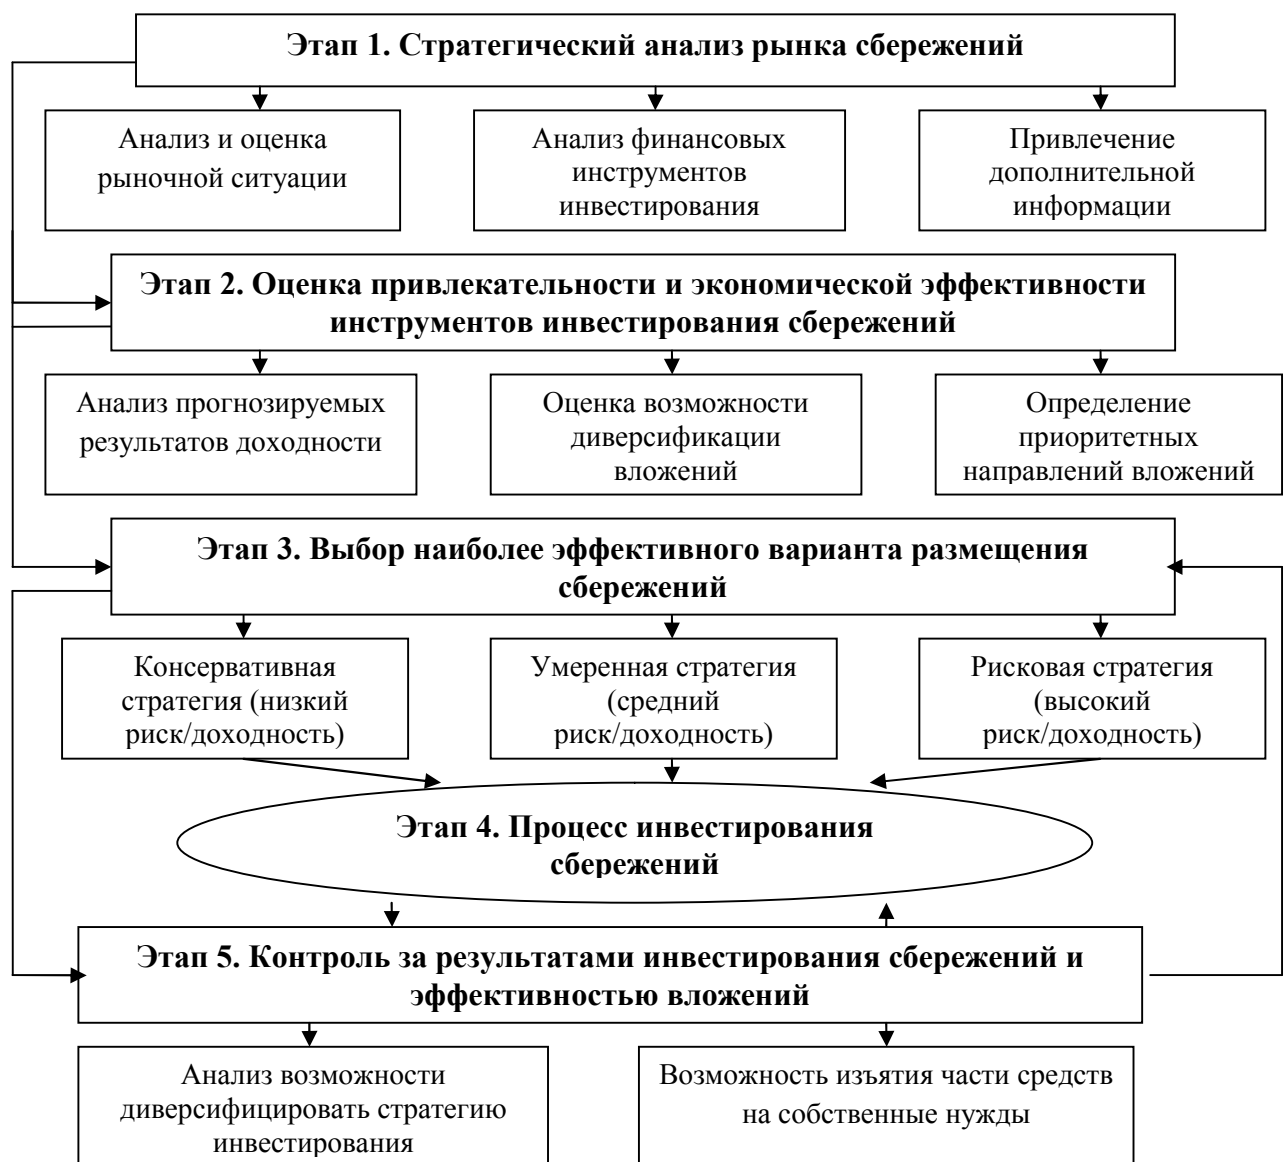 Этап 1. Стратегический анализ рынка сбережений
Анализ и оценка
рыночной ситуации
Анализ финансовых
инструментов
инвестирования
Привлечение
дополнительной
информации
Этап 2. Оценка привлекательности и экономической эффективности
инструментов инвестирования сбережений
Анализ прогнозируемых
результатов доходности
Оценка возможности
диверсификации
вложений
Определение
приоритетных
направлений вложений
Этап 3. Выбор наиболее эффективного варианта размещения
сбережений
Консервативная
стратегия (низкий
риск/доходность)
Умеренная стратегия
(средний
риск/доходность)
Рисковая стратегия
(высокий
риск/доходность)
Этап 4. Процесс инвестирования
сбережений
Этап 5. Контроль за результатами инвестирования сбережений и
эффективностью вложений
Анализ возможности
диверсифицировать стратегию
инвестирования
Возможность изъятия части средств
на собственные нужды